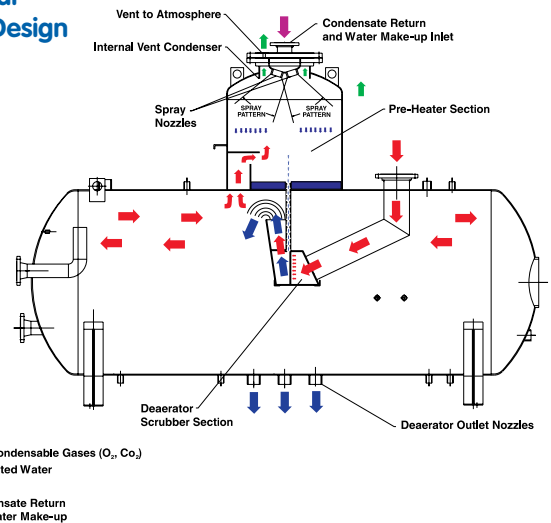 Design
Vent to Atmosphere
Condensate Return
and Water Make-up Inlet
Internal Vent Condenser
Spray
Nozzles
SPRAY
PATTERN
SPRAY
PATTERN
Pre-Heater Section
Deaerator
Scrubber Section
Deaerator Outlet Nozzles
ondensable Gases (O₂, Co₂)
ted Water
nsate Return
ater Make-up